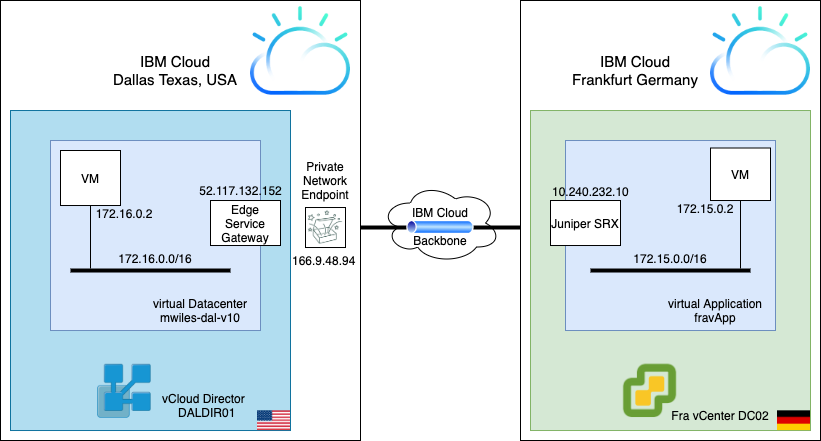 IBM Cloud
Dallas Texas, USA
VM
172.16.0.2
52.117.132.152
Edge
Service
Gateway
172.16.0.0/16
virtual Datacenter
mwiles-dal-v10
vCloud Director
DALDIR01
Private
Network
Endpoint
166.9.48.94
IBM Cloud
Backbone
IBM Cloud
Frankfurt Germany
10.240.232.10
Juniper SRX
VM
172.15.0.2
172.15.0.0/16
virtual Application
fravApp
Fra vCenter DC02